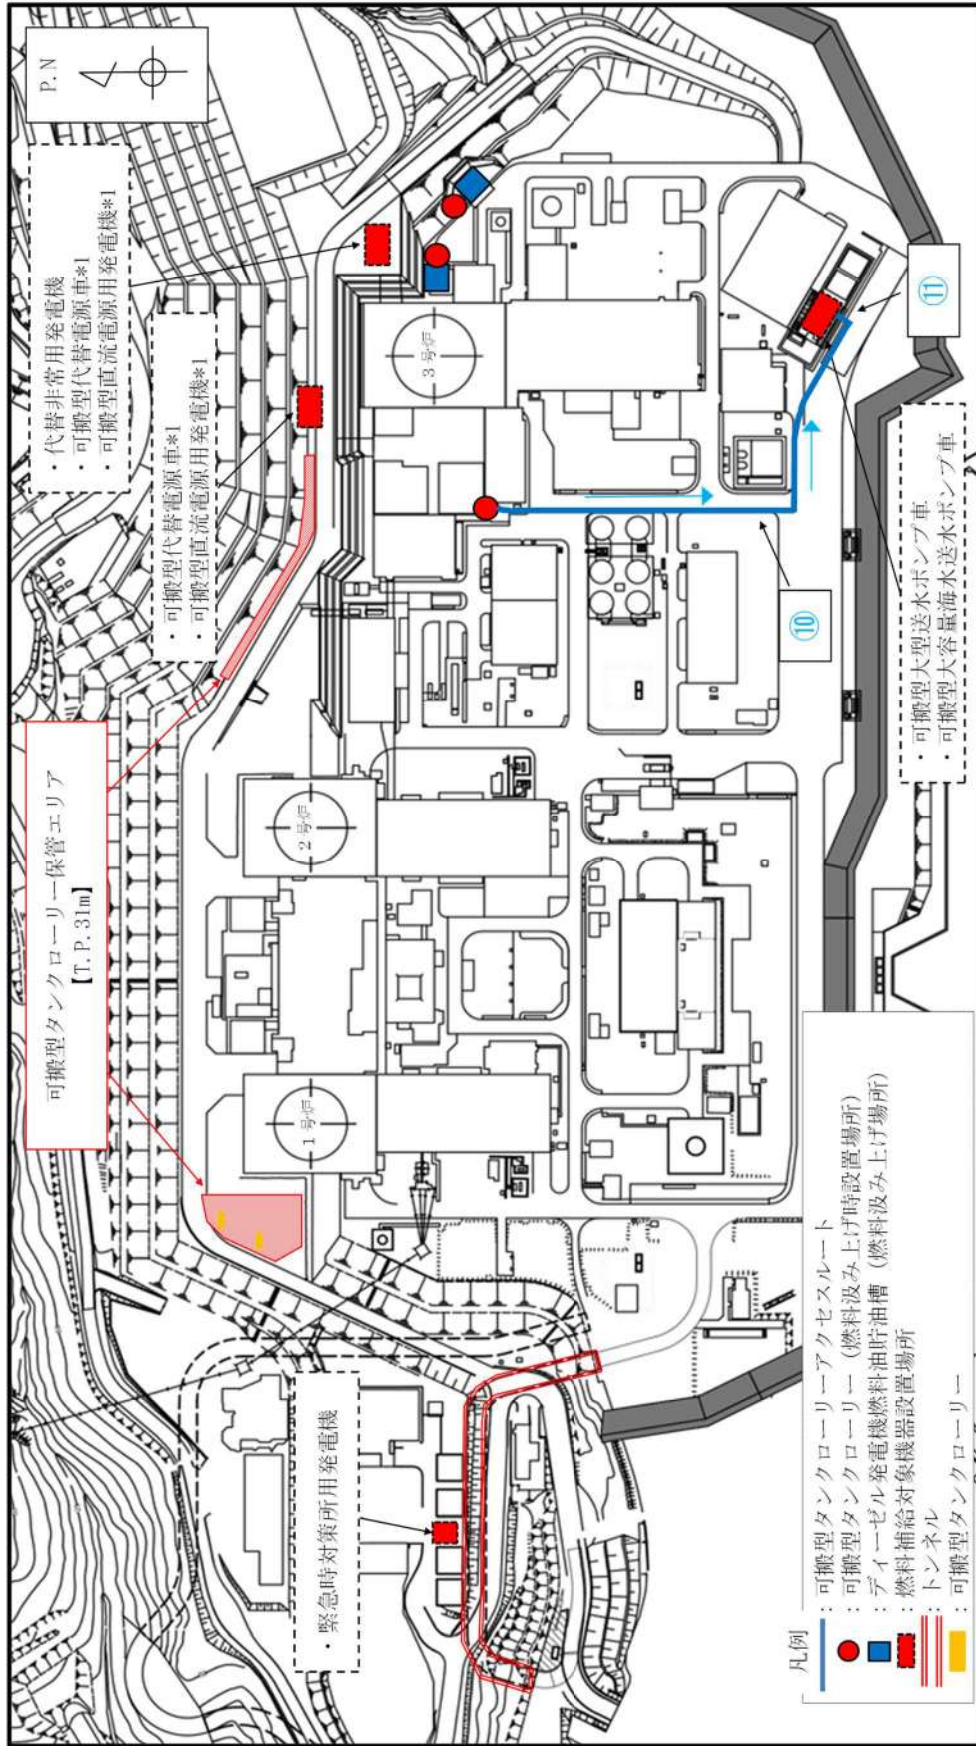 P.N
・代替非常用発電機
・可搬型代替電源車*1
・可搬型直流電源用発電機*1
・可搬型代替電源車*1
・可搬型直流電源用発電機*1
可搬型タンクローリー保管エリア
【T.P.31m】
・緊急時対策所用発電機
1号炉
2号炉
3号炉
⑩
⑪
・可搬型大型送水ポンプ車
・可搬型大容量海水送水ポンプ車
凡例
：可搬型タンクローリーアクセスルート
：可搬型タンクローリー（燃料汲み上げ時設置場所）
：ディーゼル発電機燃料油貯油槽（燃料汲み上げ場所）
：燃料補給対象機器設置場所
：トンネル
：可搬型タンクローリー